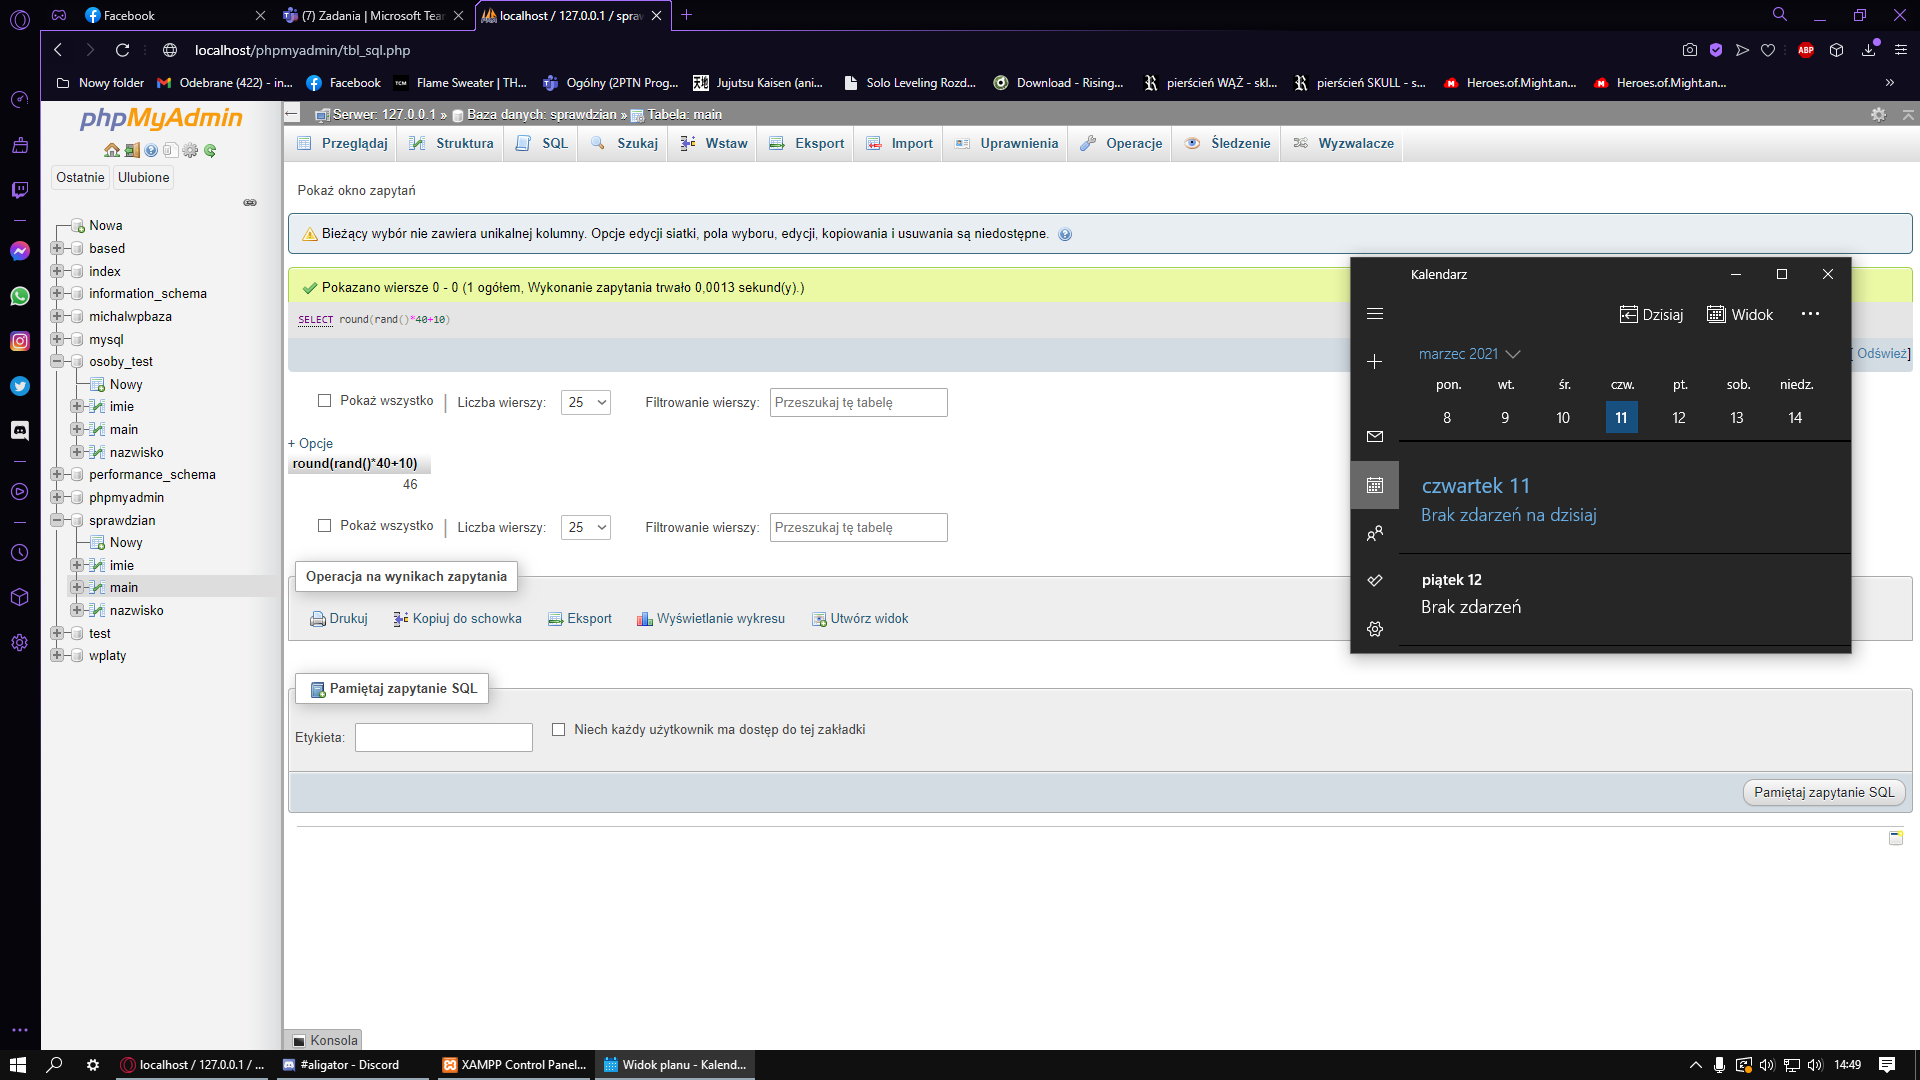 Facebook
(7) Zadania | Microsoft Tear
localhost / 127.0.0.1 / spraw
localhost/phpmyadmin/tbl_sql.php
ABP
Nowy folder
Odebrane (422) - in...
Facebook
TCM
Flame Sweater | TH...
Ogólny (2PTN Prog...
Jujutsu Kaisen (ani...
Solo Leveling Rozd...
Download - Rising...
pierścień WĄŻ - skl...
pierścień SKULL - s...
Heroes.of.Might.an...
Heroes.of.Might.an...
»
phpMyAdmin
Ostatnie
Ulubione
Nowa
based
index
information_schema
michalwpbaza
mysql
osoby_test
Nowy
imie
main
nazwisko
performance_schema
phpmyadmin
sprawdzian
Nowy
imie
main
nazwisko
test
wplaty
Serwer: 127.0.0.1 » Baza danych: sprawdzian » Tabela: main
Przeglądaj
Struktura
SQL
Szukaj
Wstaw
Eksport
Import
Uprawnienia
Operacje
Śledzenie
Wyzwalacze
Pokaż okno zapytań
Bieżący wybór nie zawiera unikalnej kolumny. Opcje edycji siatki, pola wyboru, edycji, kopiowania i usuwania są niedostępne.
Pokazano wiersze 0 - 0 (1 ogółem, Wykonanie zapytania trwało 0,0013 sekund(y).)
SELECT round(rand()*40+10)
[ Odśwież]
Pokaż wszystko
Liczba wierszy:
25
Filtrowanie wierszy:
Przeszukaj tę tabelę
+ Opcje
round(rand()*40+10)
46
Pokaż wszystko
Liczba wierszy:
25
Filtrowanie wierszy:
Przeszukaj tę tabelę
Operacja na wynikach zapytania
Drukuj
Kopiuj do schowka
Eksport
Wyświetlanie wykresu
Utwórz widok
Pamiętaj zapytanie SQL
Etykieta:
Niech każdy użytkownik ma dostęp do tej zakładki
Pamiętaj zapytanie SQL
Konsola
Kalendarz
Dzisiaj
Widok
marzec 2021
pon. wt. śr. czw. pt. sob. niedz.
8 9 10 11 12 13 14
czwartek 11
Brak zdarzeń na dzisiaj
piątek 12
Brak zdarzeń
localhost / 127.0.0.1 / ...
#aligator - Discord
XAMPP Control Panel...
Widok planu - Kalend...
14:49